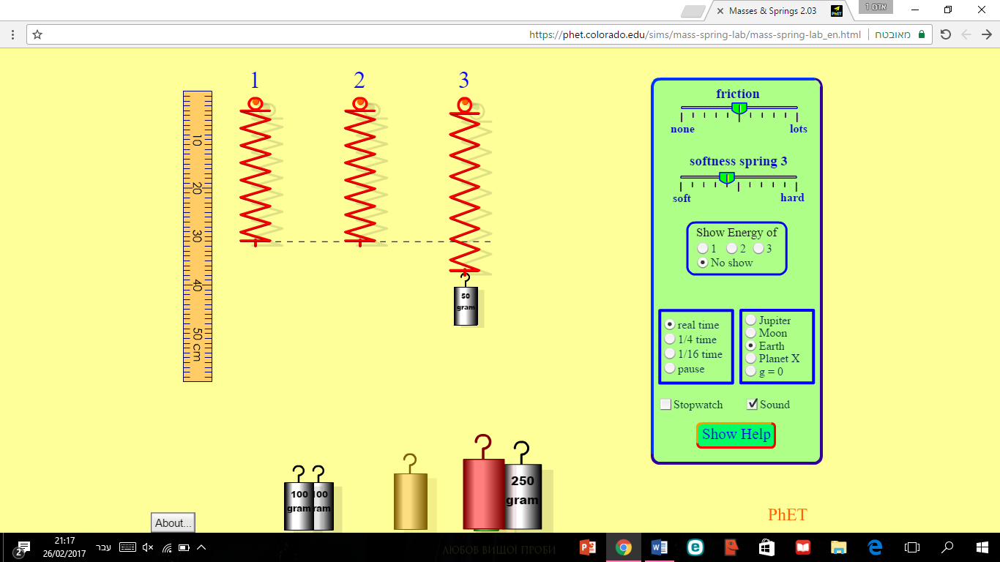 Masses & Springs 2.03
PhET
אדם 1
https://phet.colorado.edu/sims/mass-spring-lab/mass-spring-lab_en.html
מאובטח
1 2 3
10
20
30
40
50 cm
50
gram
friction
none lots
softness spring 3
soft hard
Show Energy of
1 2 3
No show
real time
1/4 time
1/16 time
pause
Jupiter
Moon
Earth
Planet X
g = 0
Stopwatch
Sound
Show Help
100
gram
250
gram
PhET
About...
2
עבר
21:17
26/02/2017
ЛЮБОВ ВИЩОЇ ПРОБИ